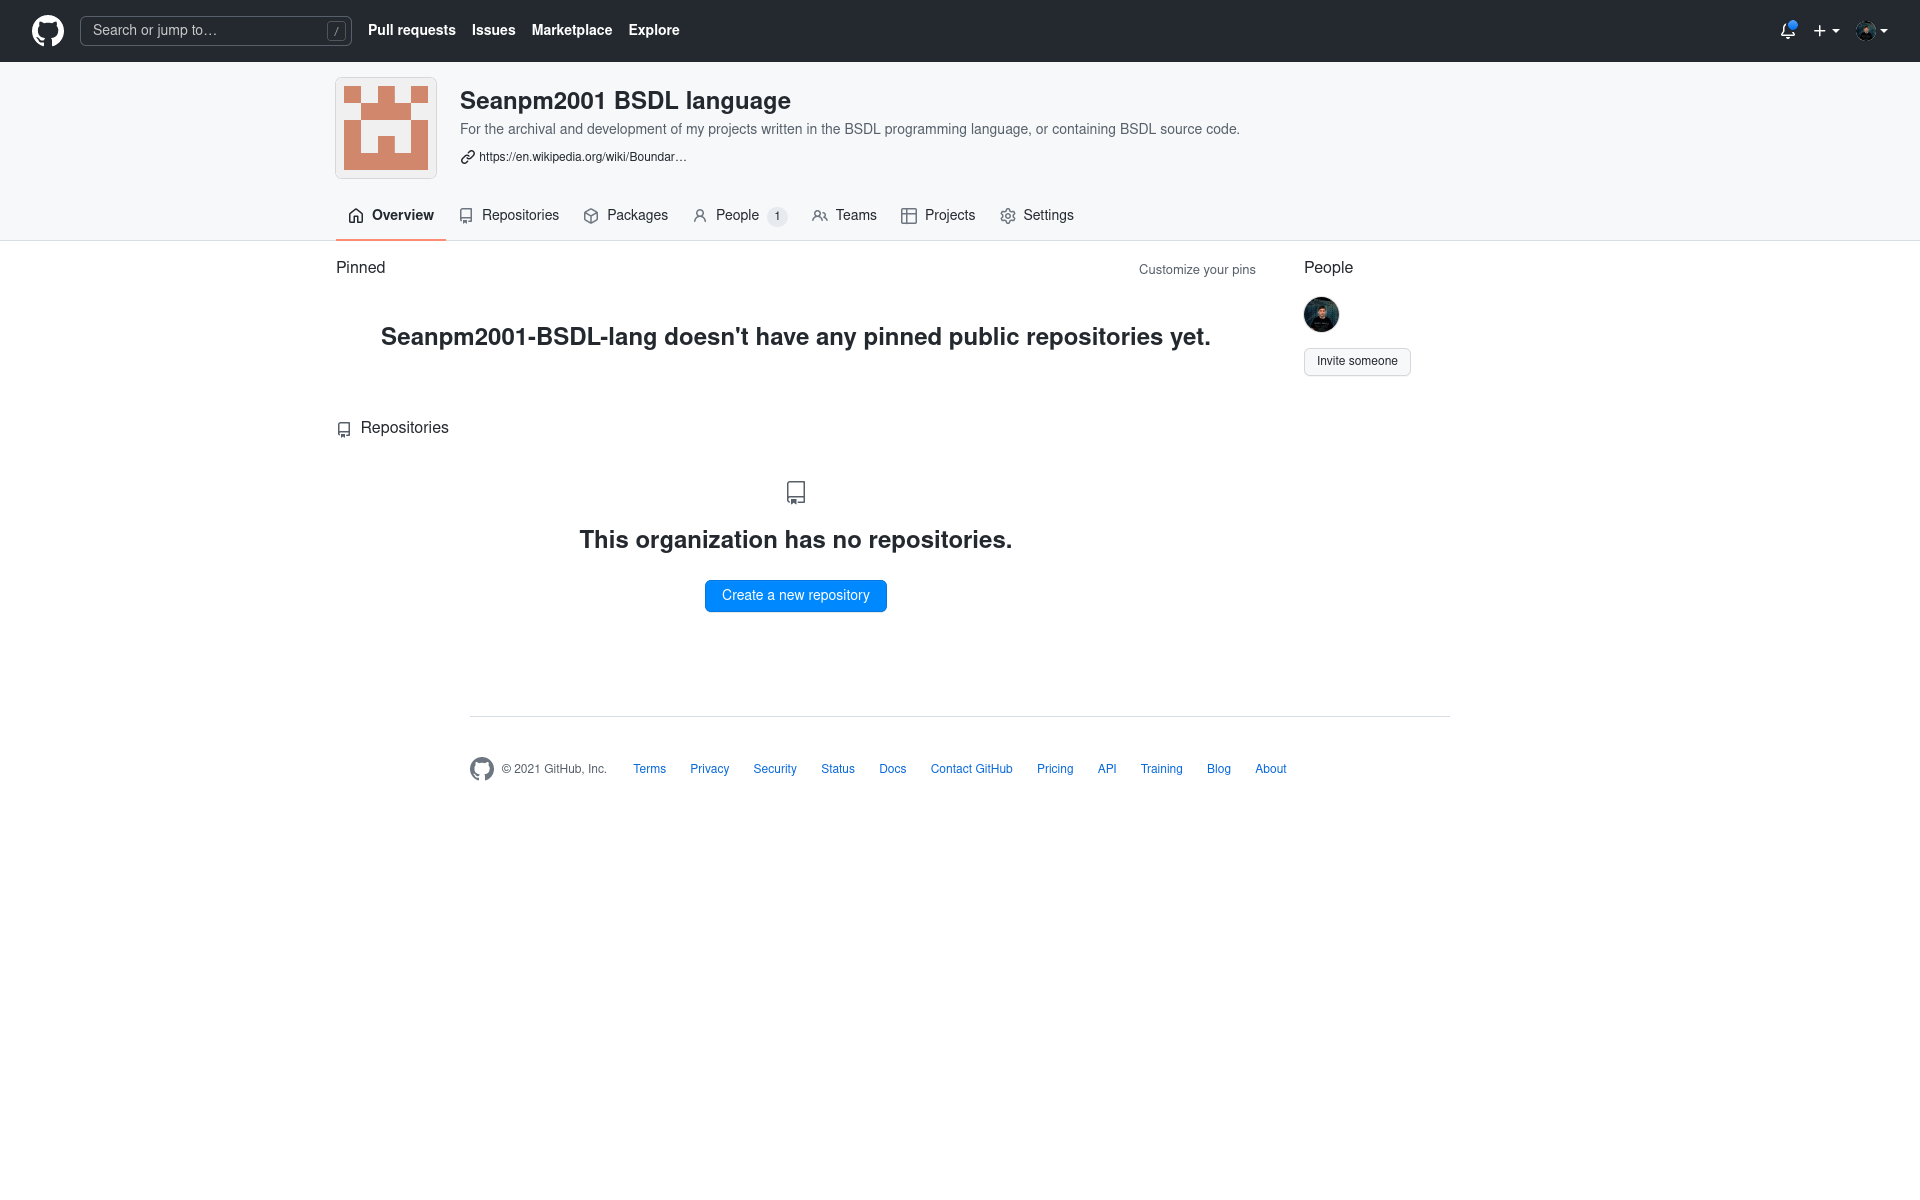 Search or jump to…
/
Pull requests
Issues
Marketplace
Explore
Seanpm2001 BSDL language
For the archival and development of my projects written in the BSDL programming language, or containing BSDL source code.
https://en.wikipedia.org/wiki/Boundar…
Overview
Repositories
Packages
People 1
Teams
Projects
Settings
Pinned
Customize your pins
Seanpm2001-BSDL-lang doesn't have any pinned public repositories yet.
People
Invite someone
Repositories
This organization has no repositories.
Create a new repository
© 2021 GitHub, Inc.
Terms
Privacy
Security
Status
Docs
Contact GitHub
Pricing
API
Training
Blog
About